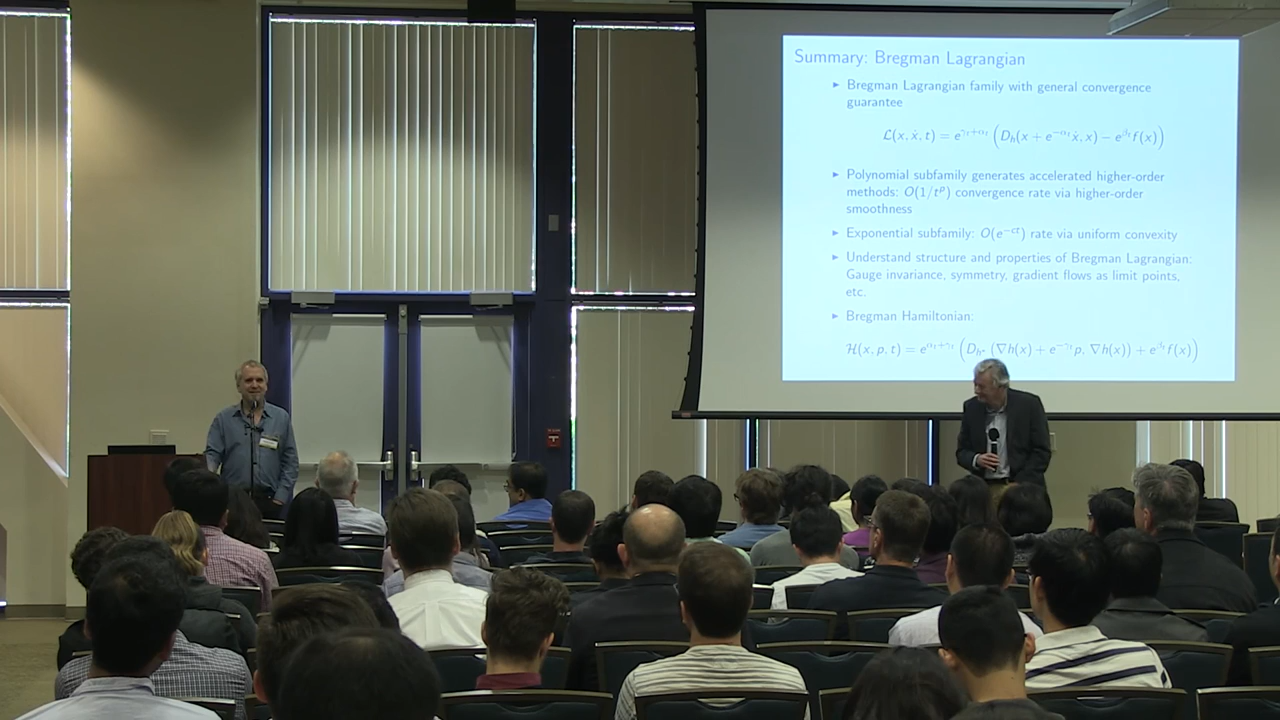 Summary: Bregman Lagrangian
▶ Bregman Lagrangian family with general convergence
guarantee
ℒ(x, ẋ, t) = e^{γ_t+α_t} (D_h(x + e^{−α_t}ẋ, x) − e^{β_t}f(x))
▶ Polynomial subfamily generates accelerated higher-order
methods: O(1/t^p) convergence rate via higher-order
smoothness
▶ Exponential subfamily: O(e^{−ct}) rate via uniform convexity
▶ Understand structure and properties of Bregman Lagrangian:
Gauge invariance, symmetry, gradient flows as limit points,
etc.
▶ Bregman Hamiltonian:
ℋ(x, p, t) = e^{α_t+γ_t} (D_{h*} (∇h(x) + e^{−γ_t}p, ∇h(x)) + e^{β_t}f(x))